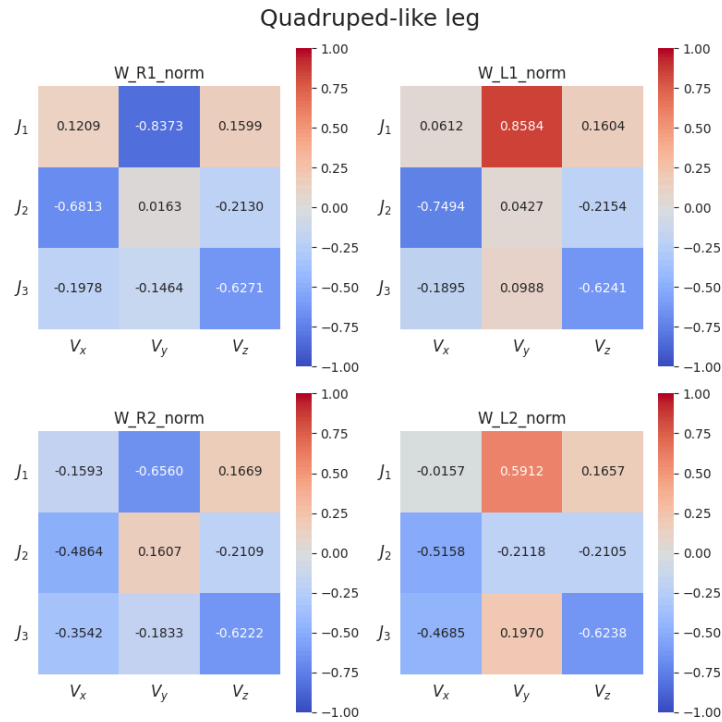 Quadruped-like leg
W_R1_norm
J1 0.1209 -0.8373 0.1599
J2 -0.6813 0.0163 -0.2130
J3 -0.1978 -0.1464 -0.6271
Vx Vy Vz
1.00
0.75
0.50
0.25
0.00
−0.25
−0.50
−0.75
−1.00
W_L1_norm
J1 0.0612 0.8584 0.1604
J2 -0.7494 0.0427 -0.2154
J3 -0.1895 0.0988 -0.6241
Vx Vy Vz
1.00
0.75
0.50
0.25
0.00
−0.25
−0.50
−0.75
−1.00
W_R2_norm
J1 -0.1593 -0.6560 0.1669
J2 -0.4864 0.1607 -0.2109
J3 -0.3542 -0.1833 -0.6222
Vx Vy Vz
1.00
0.75
0.50
0.25
0.00
−0.25
−0.50
−0.75
−1.00
W_L2_norm
J1 -0.0157 0.5912 0.1657
J2 -0.5158 -0.2118 -0.2105
J3 -0.4685 0.1970 -0.6238
Vx Vy Vz
1.00
0.75
0.50
0.25
0.00
−0.25
−0.50
−0.75
−1.00